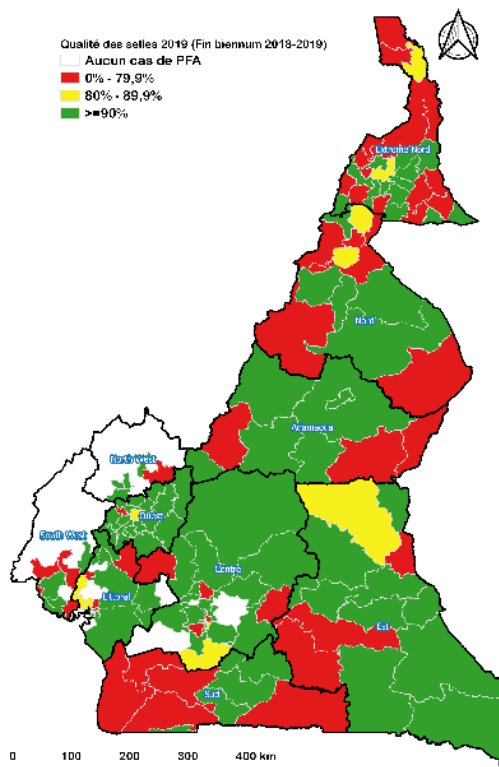 Qualité des selles 2019 (Fin biennum 2018-2019)
Aucun cas de PFA
0% - 79,9%
80% - 89,9%
>=90%
Extreme Nord
Nord
Adamaoua
North West
Ouest
South West
Centre
Littoral
Est
Sud
0 100 200 300 400 km